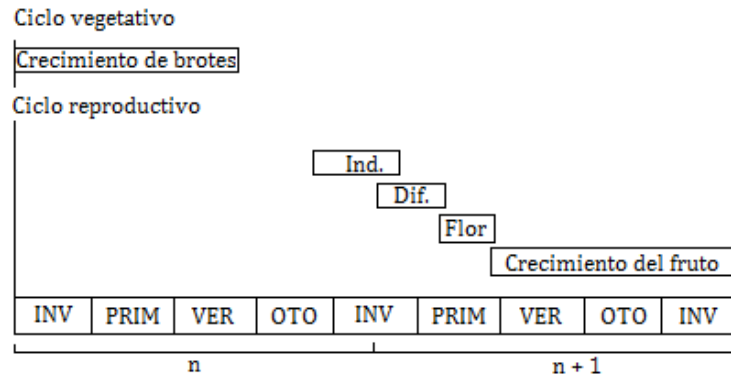 Ciclo vegetativo
Crecimiento de brotes
Ciclo reproductivo
Ind.
Dif.
Flor
Crecimiento del fruto
INV PRIM VER OTO INV PRIM VER OTO INV
n n + 1